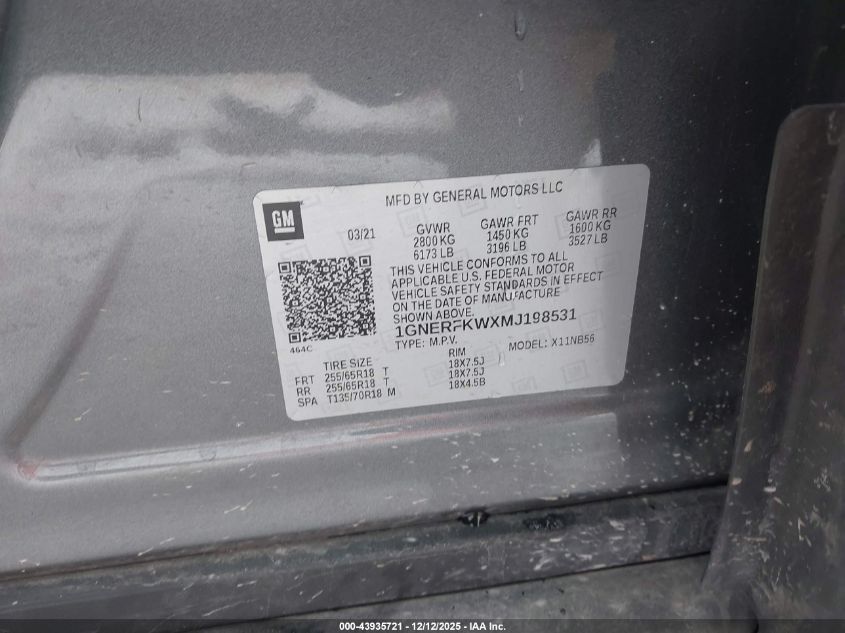 MFD BY GENERAL MOTORS LLC
GM
03/21
GVWR
2800 KG
6173 LB
GAWR FRT
1450 KG
3196 LB
GAWR RR
1600 KG
3527 LB
THIS VEHICLE CONFORMS TO ALL
APPLICABLE U.S. FEDERAL MOTOR
VEHICLE SAFETY STANDARDS IN EFFECT
ON THE DATE OF MANUFACTURE
SHOWN ABOVE.
1GNERFKWXMJ198531
TYPE: M.P.V. MODEL: X11NB56
464C
TIRE SIZE RIM
FRT 255/65R18 T 18X7.5J
RR 255/65R18 T 18X7.5J
SPA T135/70R18 M 18X4.5B
000-43935721 - 12/12/2025 - IAA Inc.